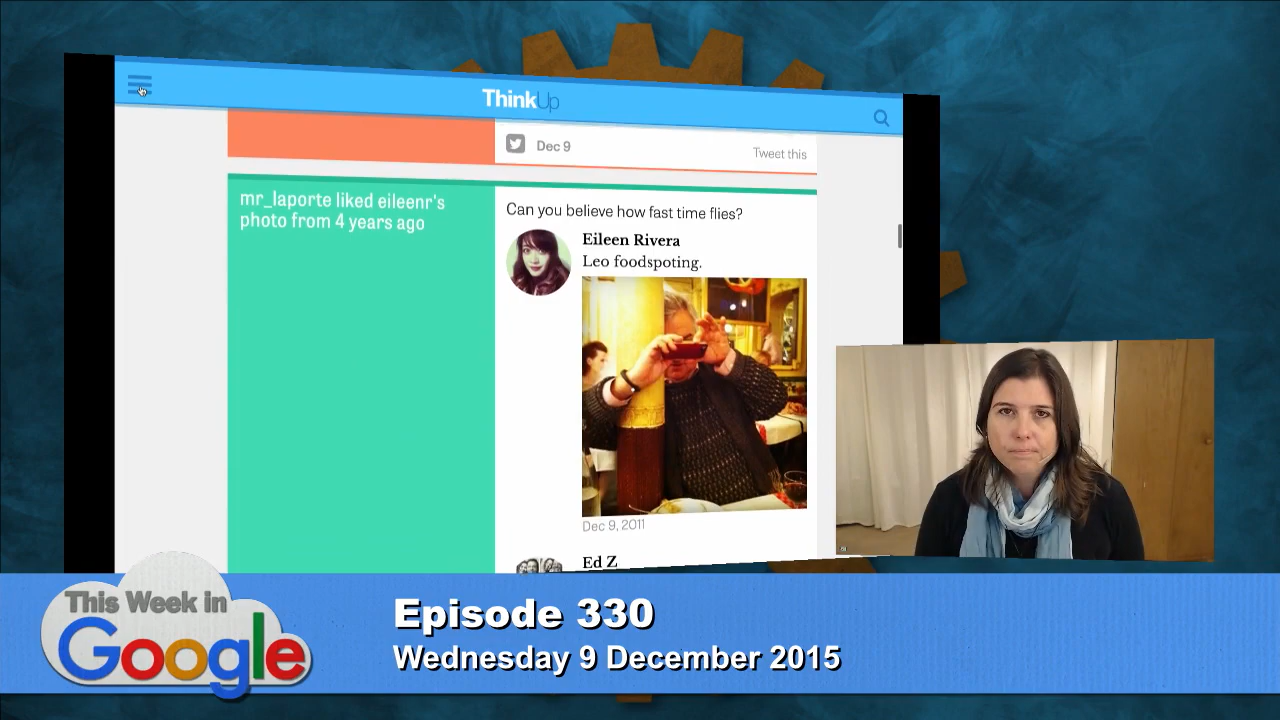 ThinkUp
Dec 9
Tweet this
mr_laporte liked eileenr's
photo from 4 years ago
Can you believe how fast time flies?
Eileen Rivera
Leo foodspoting.
Dec 9, 2011
Ed Z
This Week in
Google
Episode 330
Wednesday 9 December 2015